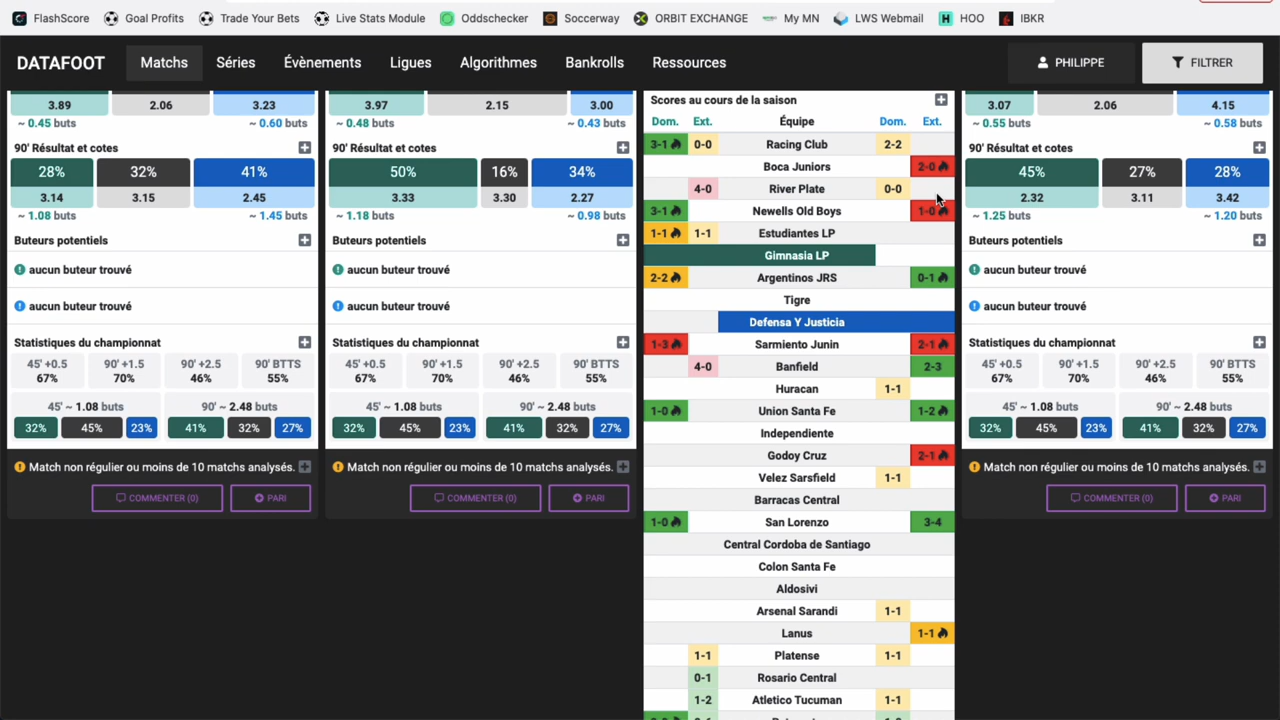 FlashScore Goal Profits Trade Your Bets Live Stats Module Oddschecker Soccerway ORBIT EXCHANGE My MN LWS Webmail HOO IBKR
DATAFOOT Matchs Séries Évènements Ligues Algorithmes Bankrolls Ressources PHILIPPE FILTRER
3.89 2.06 3.23
~ 0.45 buts ~ 0.60 buts
90' Résultat et cotes
28% 32% 41%
3.14 3.15 2.45
~ 1.08 buts ~ 1.45 buts
Buteurs potentiels
aucun buteur trouvé
aucun buteur trouvé
Statistiques du championnat
45' +0.5 90' +1.5 90' +2.5 90' BTTS
67% 70% 46% 55%
45' ~ 1.08 buts 90' ~ 2.48 buts
32% 45% 23% 41% 32% 27%
Match non régulier ou moins de 10 matchs analysés.
COMMENTER (0) PARI
3.97 2.15 3.00
~ 0.48 buts ~ 0.43 buts
90' Résultat et cotes
50% 16% 34%
3.33 3.30 2.27
~ 1.18 buts ~ 0.98 buts
Buteurs potentiels
aucun buteur trouvé
aucun buteur trouvé
Statistiques du championnat
45' +0.5 90' +1.5 90' +2.5 90' BTTS
67% 70% 46% 55%
45' ~ 1.08 buts 90' ~ 2.48 buts
32% 45% 23% 41% 32% 27%
Match non régulier ou moins de 10 matchs analysés.
COMMENTER (0) PARI
Scores au cours de la saison
Dom. Ext. Équipe Dom. Ext.
3-1 0-0 Racing Club 2-2
Boca Juniors 2-0
4-0 River Plate 0-0
3-1 Newells Old Boys 1-0
1-1 1-1 Estudiantes LP
Gimnasia LP
2-2 Argentinos JRS 0-1
Tigre
Defensa Y Justicia
1-3 Sarmiento Junin 2-1
4-0 Banfield 2-3
Huracan 1-1
1-0 Union Santa Fe 1-2
Independiente
Godoy Cruz 2-1
Velez Sarsfield 1-1
Barracas Central
1-0 San Lorenzo 3-4
Central Cordoba de Santiago
Colon Santa Fe
Aldosivi
Arsenal Sarandi 1-1
Lanus 1-1
1-1 Platense 1-1
0-1 Rosario Central
1-2 Atletico Tucuman 1-1
3.07 2.06 4.15
~ 0.55 buts ~ 0.58 buts
90' Résultat et cotes
45% 27% 28%
2.32 3.11 3.42
~ 1.25 buts ~ 1.20 buts
Buteurs potentiels
aucun buteur trouvé
aucun buteur trouvé
Statistiques du championnat
45' +0.5 90' +1.5 90' +2.5 90' BTTS
67% 70% 46% 55%
45' ~ 1.08 buts 90' ~ 2.48 buts
32% 45% 23% 41% 32% 27%
Match non régulier ou moins de 10 matchs analysés.
COMMENTER (0) PARI